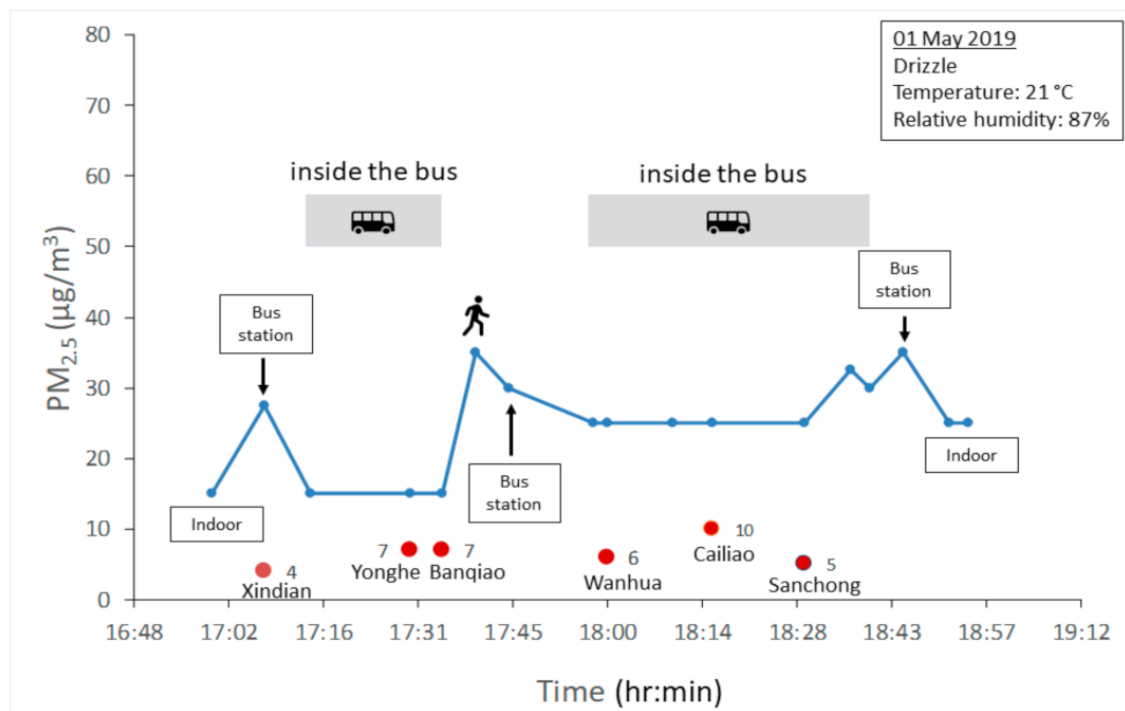 01 May 2019
Drizzle
Temperature: 21 °C
Relative humidity: 87%
PM2.5 (µg/m³)
80
70
60
50
40
30
20
10
0
inside the bus
inside the bus
Bus
station
Bus
station
Bus
station
Indoor
Indoor
4
Xindian
7
Yonghe
7
Banqiao
6
Wanhua
10
Cailiao
5
Sanchong
16:48 17:02 17:16 17:31 17:45 18:00 18:14 18:28 18:43 18:57 19:12
Time (hr:min)